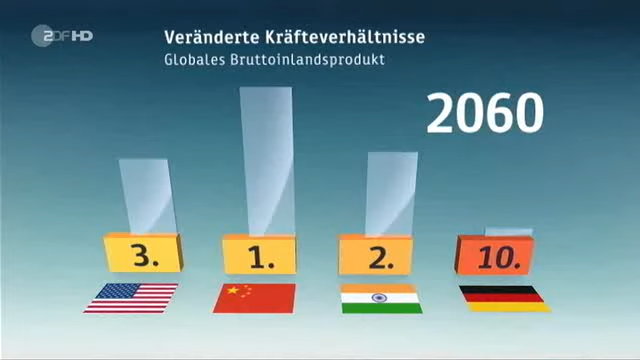 ZDF HD
Veränderte Kräfteverhältnisse
Globales Bruttoinlandsprodukt
2060
3. 1. 2. 10.